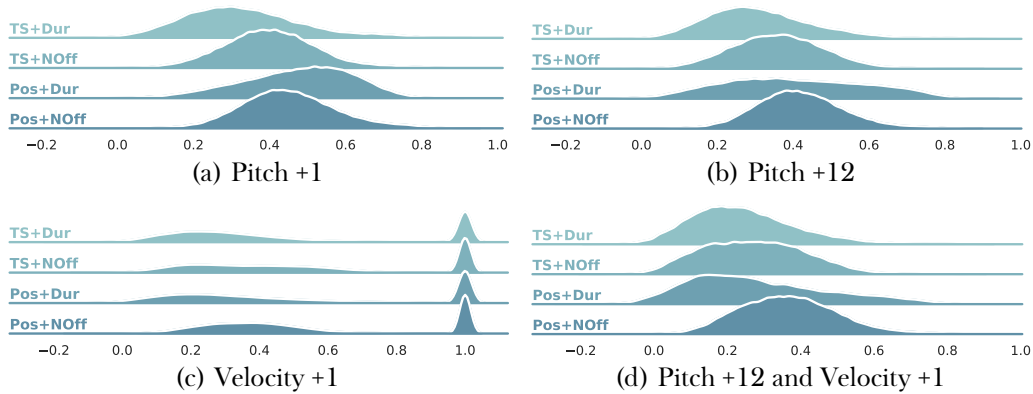 TS+Dur
TS+NOff
Pos+Dur
Pos+NOff
−0.2 0.0 0.2 0.4 0.6 0.8 1.0
(a) Pitch +1
TS+Dur
TS+NOff
Pos+Dur
Pos+NOff
−0.2 0.0 0.2 0.4 0.6 0.8 1.0
(b) Pitch +12
TS+Dur
TS+NOff
Pos+Dur
Pos+NOff
−0.2 0.0 0.2 0.4 0.6 0.8 1.0
(c) Velocity +1
TS+Dur
TS+NOff
Pos+Dur
Pos+NOff
−0.2 0.0 0.2 0.4 0.6 0.8 1.0
(d) Pitch +12 and Velocity +1